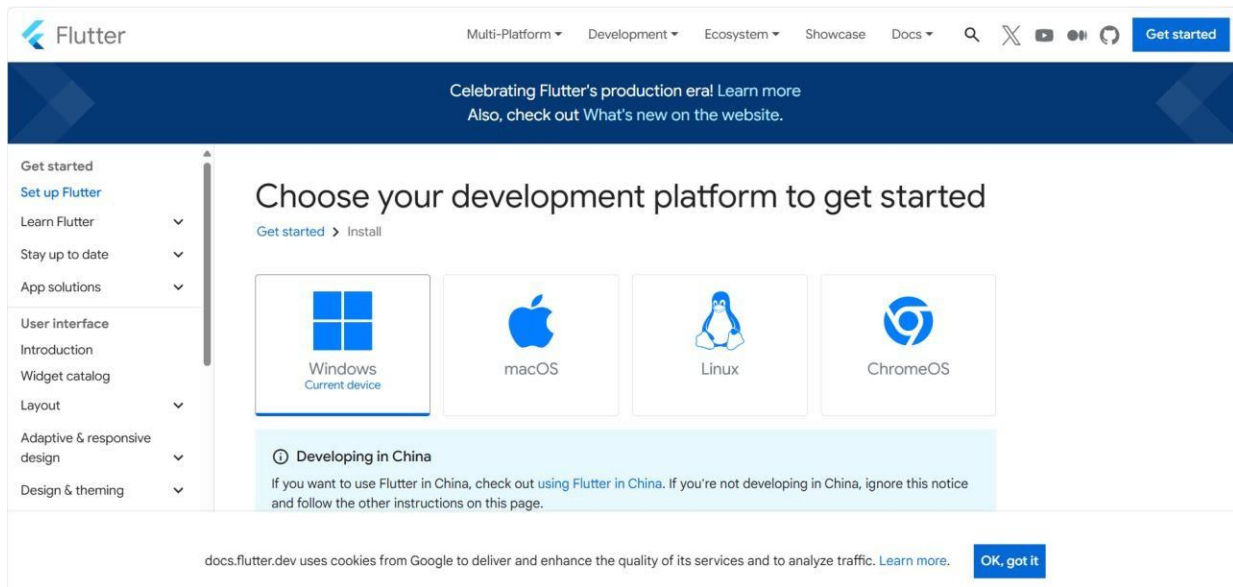 Flutter
Multi-Platform Development Ecosystem Showcase Docs Get started
Celebrating Flutter's production era! Learn more
Also, check out What's new on the website.
Get started
Set up Flutter
Learn Flutter
Stay up to date
App solutions
User interface
Introduction
Widget catalog
Layout
Adaptive & responsive
design
Design & theming
Choose your development platform to get started
Get started > Install
Windows
Current device
macOS
Linux
ChromeOS
Developing in China
If you want to use Flutter in China, check out using Flutter in China. If you're not developing in China, ignore this notice
and follow the other instructions on this page.
docs.flutter.dev uses cookies from Google to deliver and enhance the quality of its services and to analyze traffic. Learn more. OK, got it